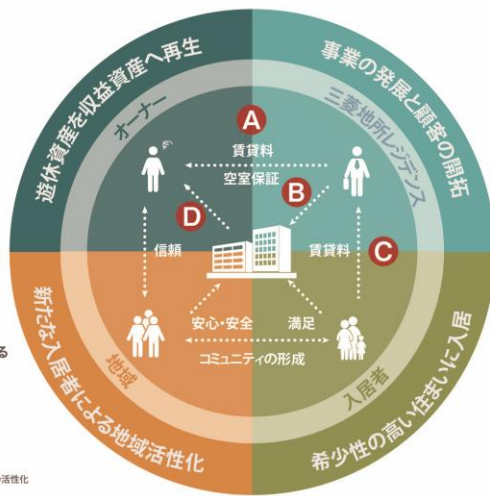 遊休資産を収益資産へ再生
事業の発展と顧客の開拓
オーナー
三菱地所レジデンス
A
賃貸料
空室保証
B
D
信頼
賃貸料
C
安心・安全
満足
コミュニティの形成
地域
入居者
新たな入居者による地域活性化
希少性の高い住まいに入居
る
活性化